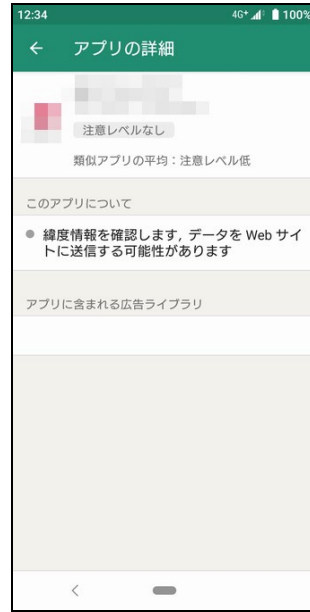 12:34 4G+ 100%
← アプリの詳細
注意レベルなし
類似アプリの平均：注意レベル低
このアプリについて
緯度情報を確認します, データを Web サイ
トに送信する可能性があります
アプリに含まれる広告ライブラリ